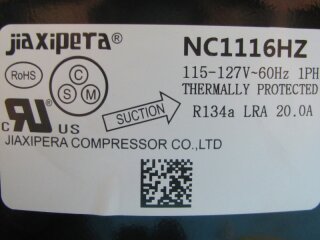 jiaxipera®
NC1116HZ
RoHS
C
S M
115-127V~60Hz 1PH
THERMALLY PROTECTED
R134a LRA 20.0A
SUCTION
C UR US
JIAXIPERA COMPRESSOR CO.,LTD